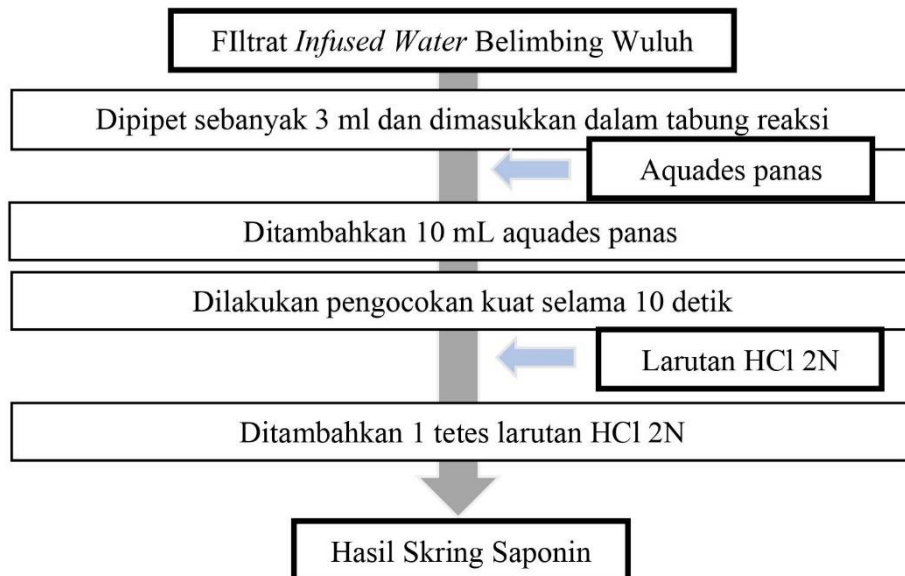 FIltrat Infused Water Belimbing Wuluh
Dipipet sebanyak 3 ml dan dimasukkan dalam tabung reaksi
Aquades panas
Ditambahkan 10 mL aquades panas
Dilakukan pengocokan kuat selama 10 detik
Larutan HCl 2N
Ditambahkan 1 tetes larutan HCl 2N
Hasil Skring Saponin